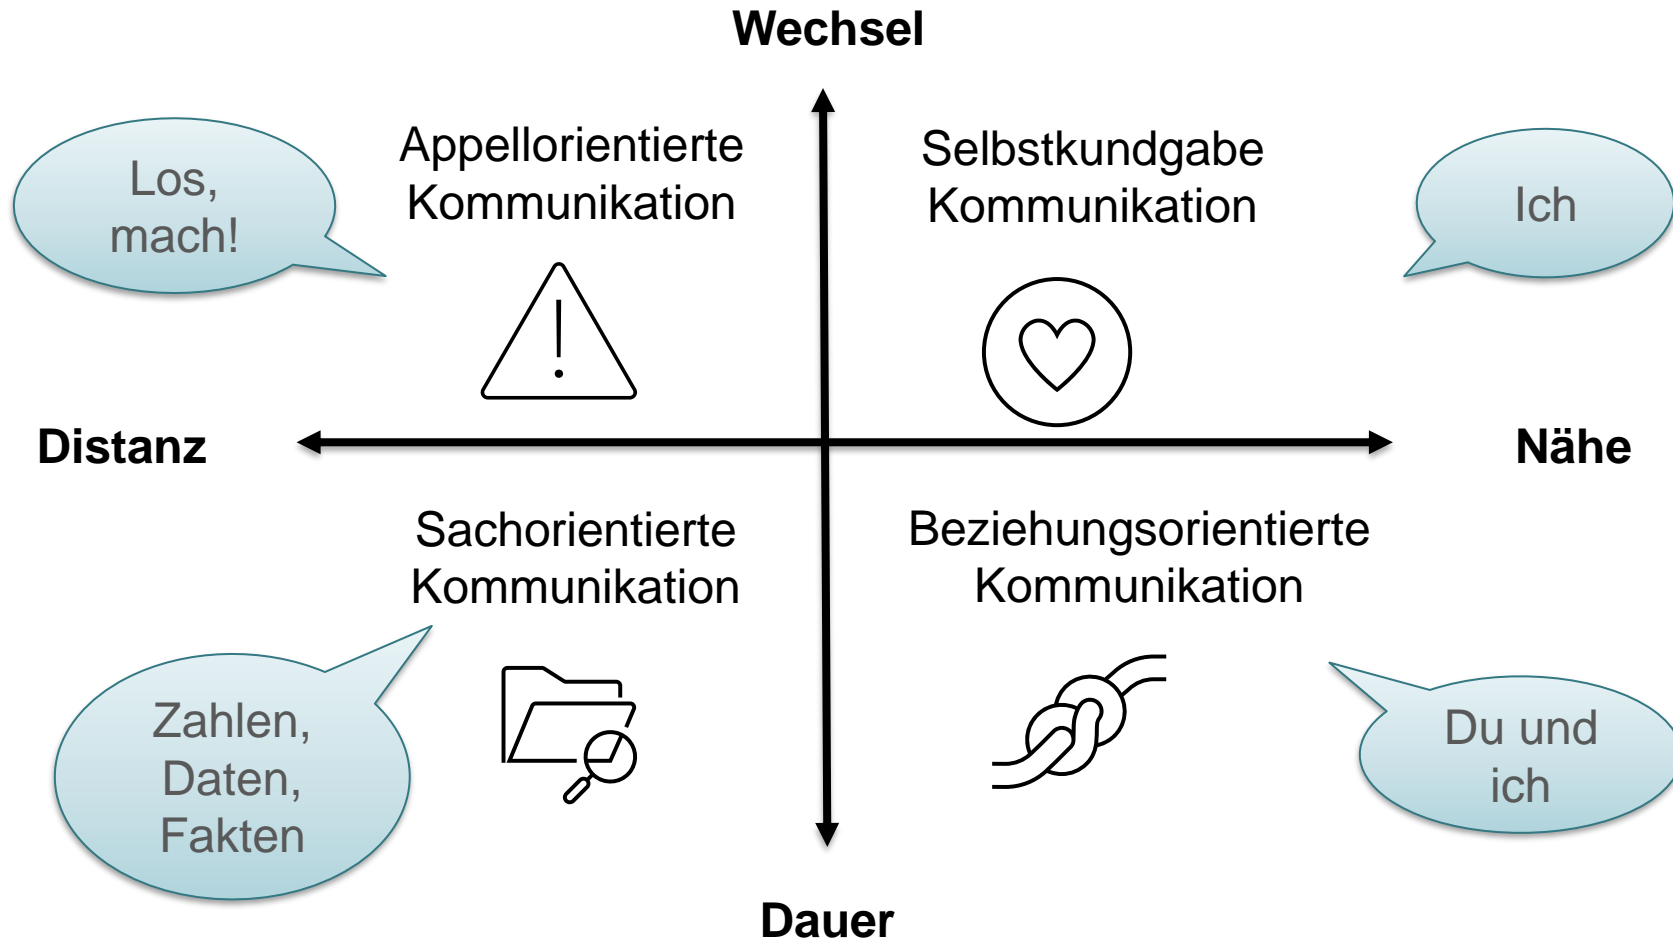 Wechsel
Los,
mach!
Appellorientierte
Kommunikation
Selbstkundgabe
Kommunikation
Ich
Distanz
Nähe
Sachorientierte
Kommunikation
Beziehungsorientierte
Kommunikation
Zahlen,
Daten,
Fakten
Du und
ich
Dauer